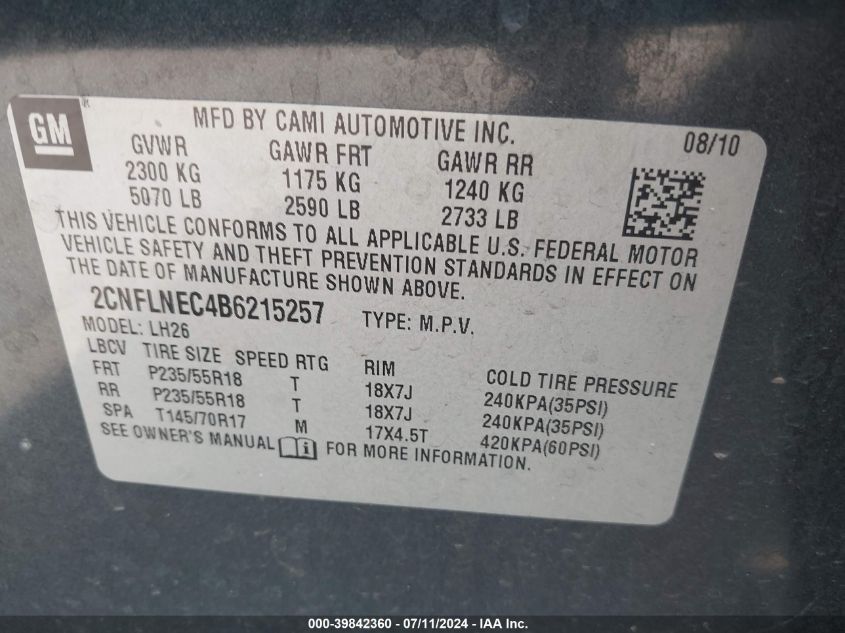 GM®
MFD BY CAMI AUTOMOTIVE INC. 08/10
GVWR GAWR FRT GAWR RR
2300 KG 1175 KG 1240 KG
5070 LB 2590 LB 2733 LB
THIS VEHICLE CONFORMS TO ALL APPLICABLE U.S. FEDERAL MOTOR
VEHICLE SAFETY AND THEFT PREVENTION STANDARDS IN EFFECT ON
THE DATE OF MANUFACTURE SHOWN ABOVE.
2CNFLNEC4B6215257 TYPE: M.P.V.
MODEL: LH26
LBCV TIRE SIZE SPEED RTG RIM COLD TIRE PRESSURE
FRT P235/55R18 T 18X7J 240KPA(35PSI)
RR P235/55R18 T 18X7J 240KPA(35PSI)
SPA T145/70R17 M 17X4.5T 420KPA(60PSI)
SEE OWNER'S MANUAL i FOR MORE INFORMATION.
000-39842360 - 07/11/2024 - IAA Inc.